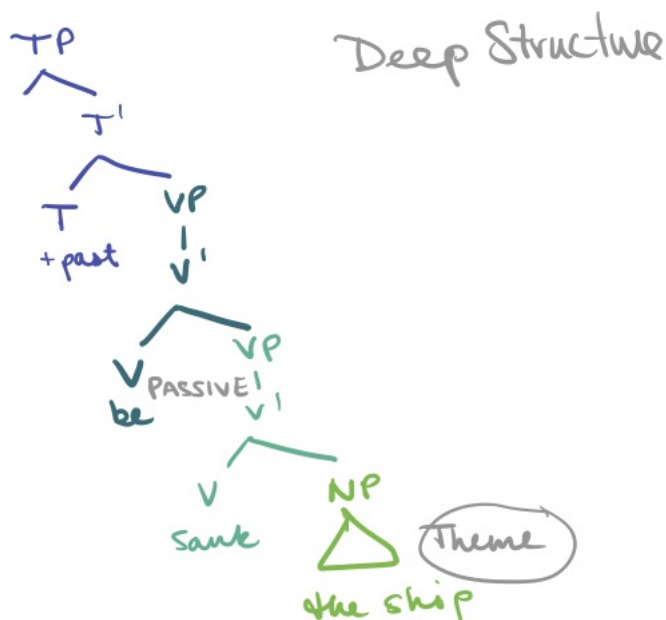 Deep Structure
TP
T'
T VP
+past
V'
V VP
PASSIVE
be V'
V NP
sank Theme
the ship